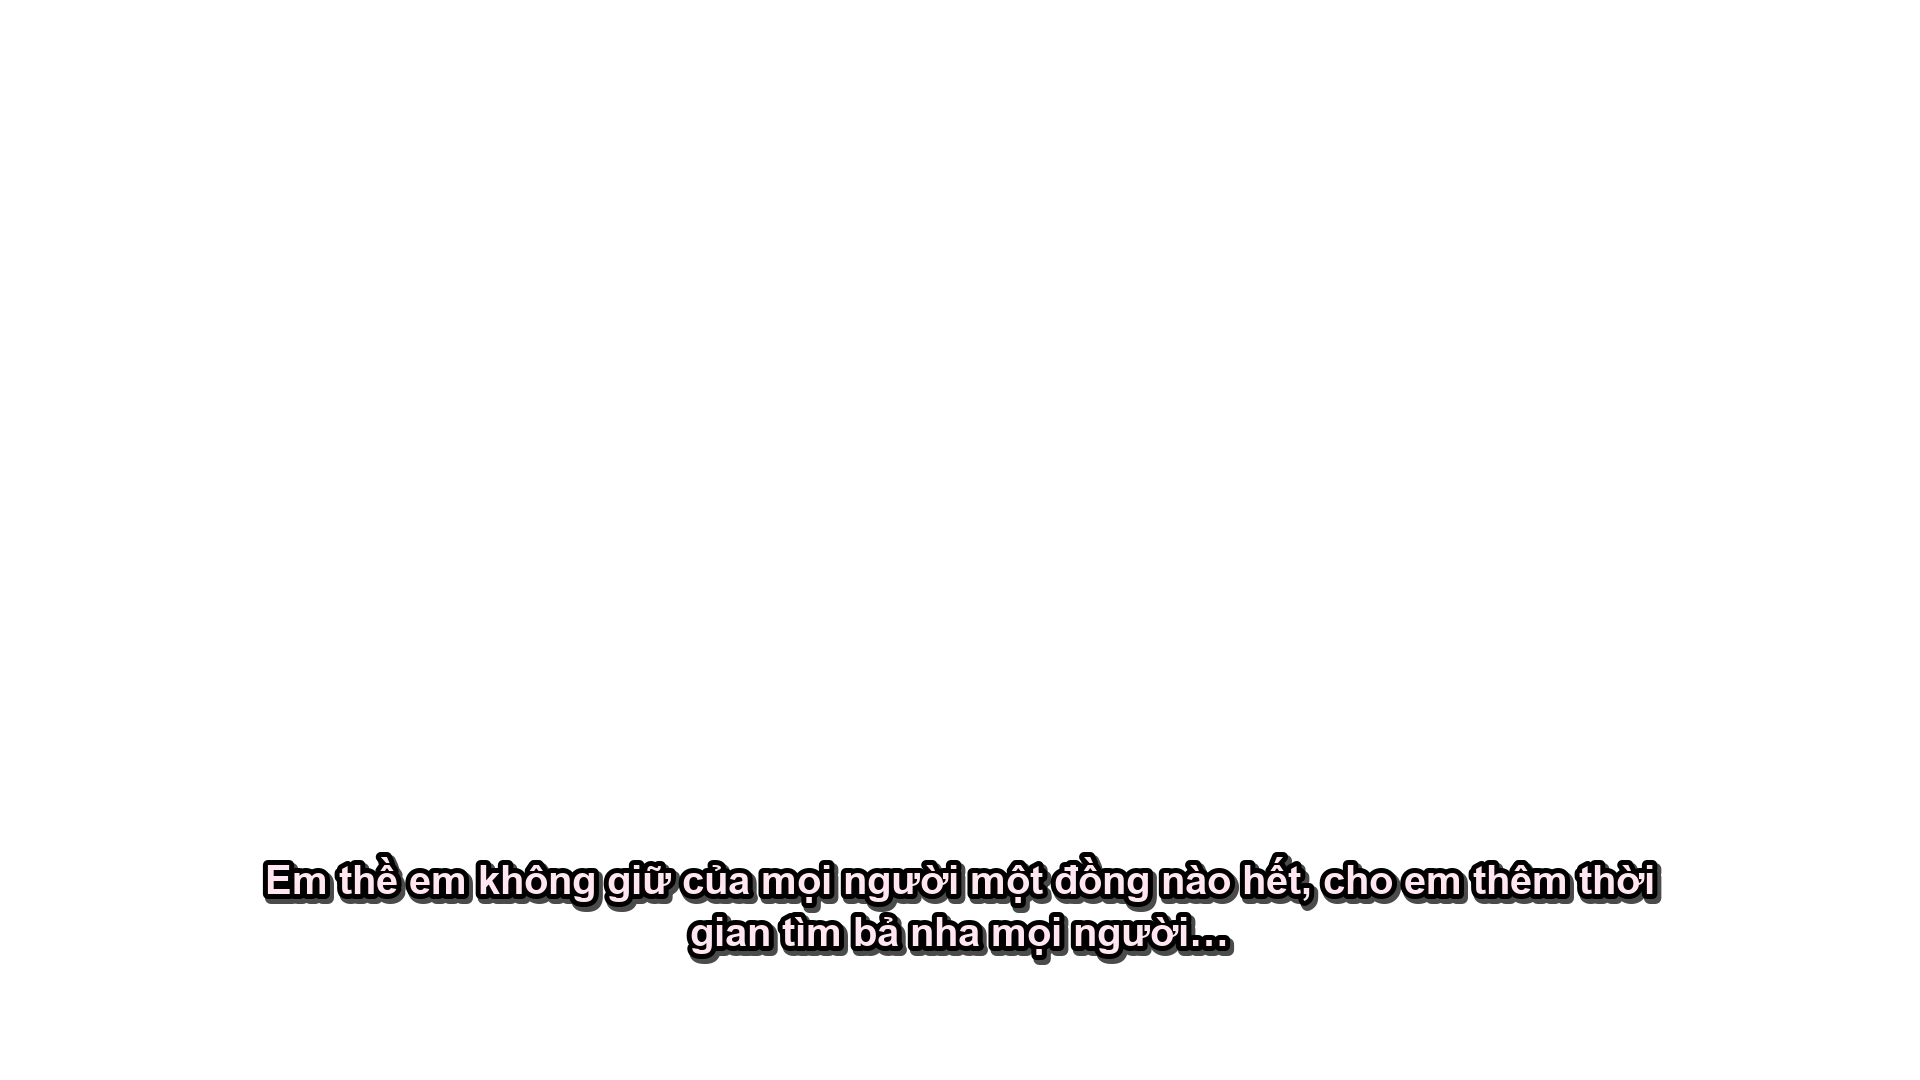 Em thề em không giữ của mọi người một đồng nào hết, cho em thêm thời
gian tìm bả nha mọi người...